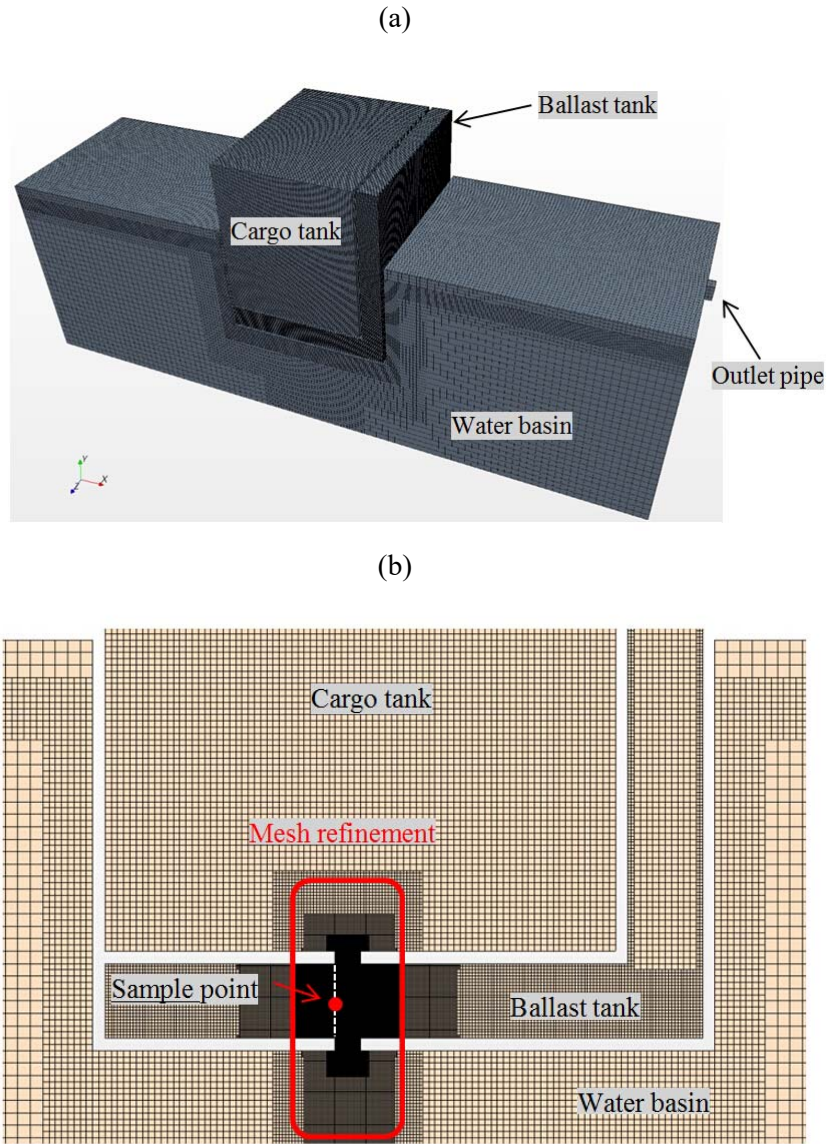 (a)
Ballast tank
Cargo tank
Outlet pipe
Water basin
Y
X
Z
(b)
Cargo tank
Mesh refinement
Sample point
Ballast tank
Water basin